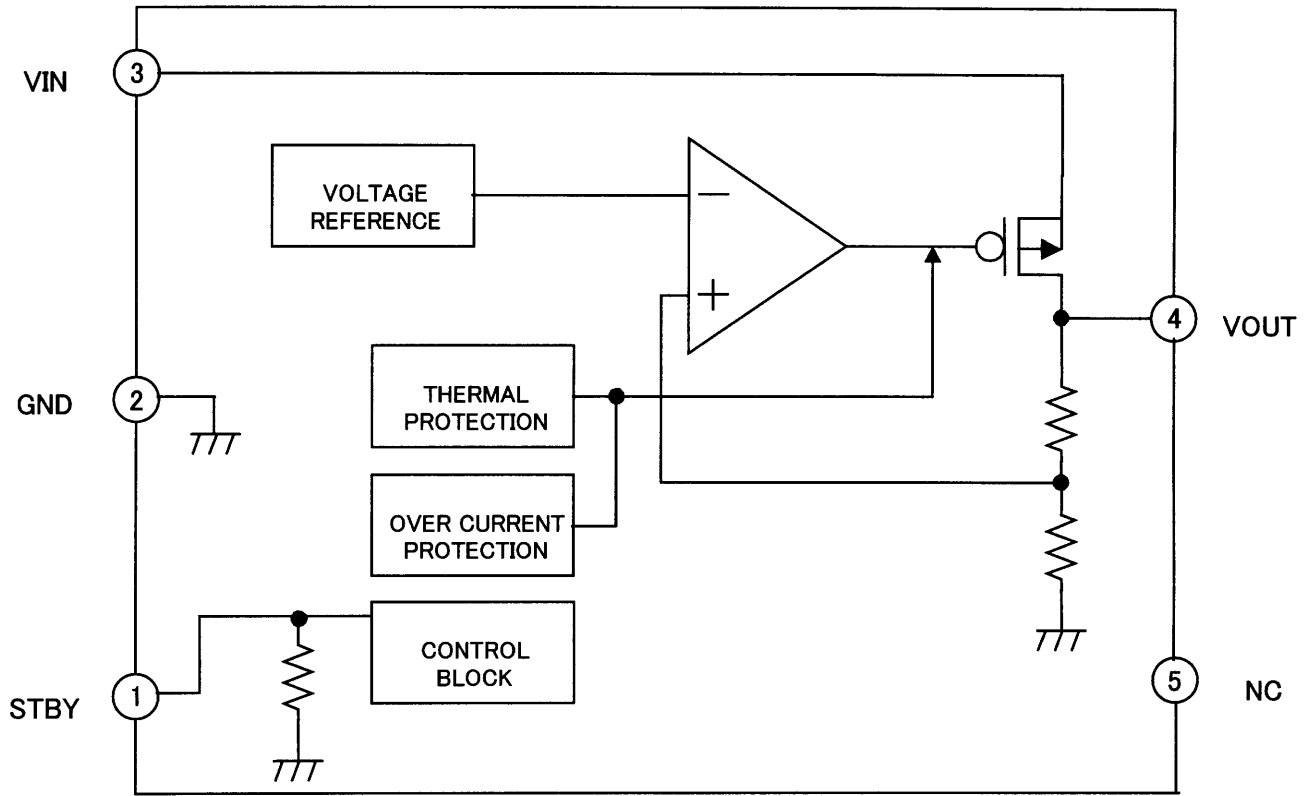 VIN
3
VOLTAGE
REFERENCE
−
+
4
VOUT
GND
2
THERMAL
PROTECTION
OVER CURRENT
PROTECTION
CONTROL
BLOCK
STBY
1
5
NC